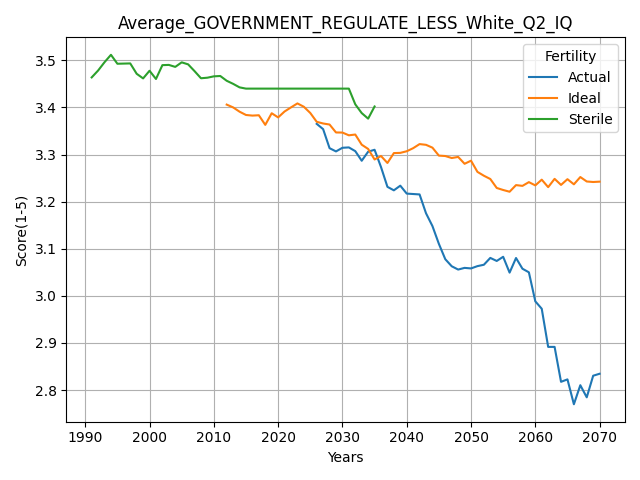 Average_GOVERNMENT_REGULATE_LESS_White_Q2_IQ
Fertility
Actual
Ideal
Sterile
Score(1-5)
3.5
3.4
3.3
3.2
3.1
3.0
2.9
2.8
1990 2000 2010 2020 2030 2040 2050 2060 2070
Years